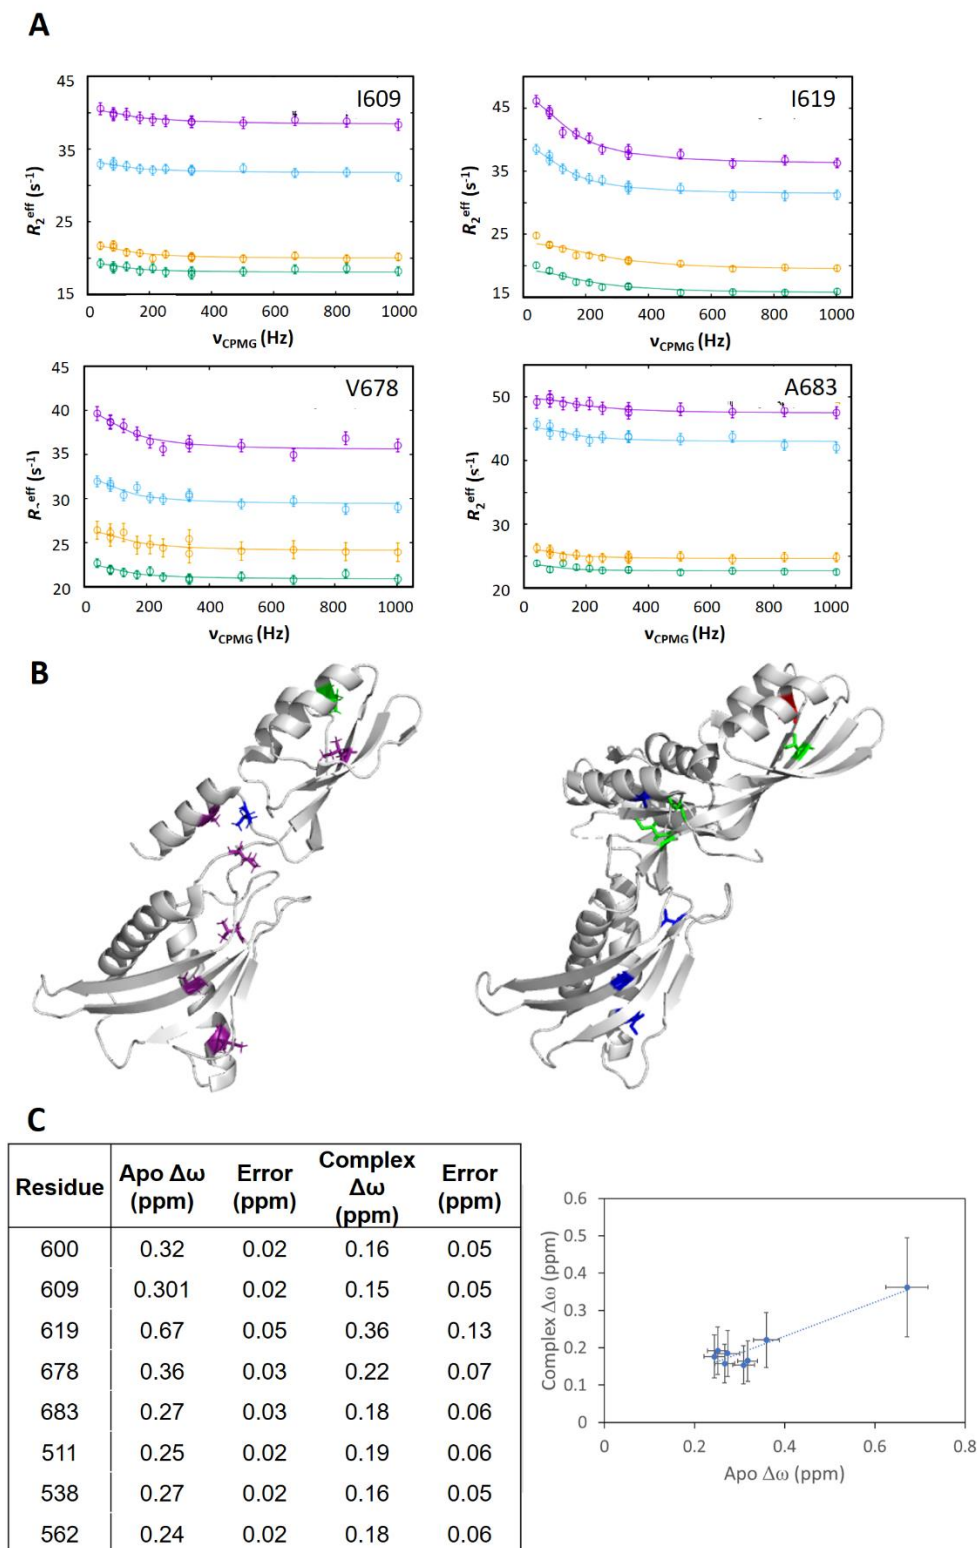 A
I609
R2eff (s-1)
45
35
25
15
0 200 400 600 800 1000
νCPMG (Hz)
I619
R2eff (s-1)
45
35
25
15
0 200 400 600 800 1000
νCPMG (Hz)
V678
eff (s-1)
45
40
35
30
25
20
0 200 400 600 800 1000
νCPMG (Hz)
A683
R2eff (s-1)
50
40
30
20
0 200 400 600 800 1000
νCPMG (Hz)
B
C
Residue Apo Δω (ppm) Error (ppm) Complex Δω (ppm) Error (ppm)
600 0.32 0.02 0.16 0.05
609 0.301 0.02 0.15 0.05
619 0.67 0.05 0.36 0.13
678 0.36 0.03 0.22 0.07
683 0.27 0.03 0.18 0.06
511 0.25 0.02 0.19 0.06
538 0.27 0.02 0.16 0.05
562 0.24 0.02 0.18 0.06
Complex Δω (ppm)
0.6
0.5
0.4
0.3
0.2
0.1
0
0 0.2 0.4 0.6 0.8
Apo Δω (ppm)